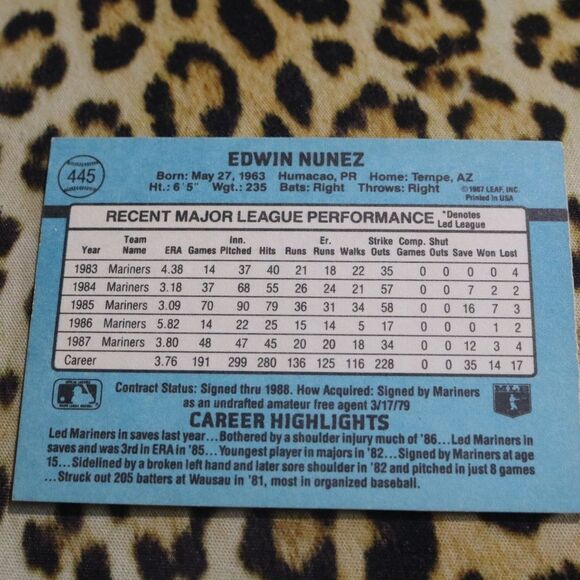 EDWIN NUNEZ
445
Born: May 27, 1963 Humacao, PR Home: Tempe, AZ
Ht.: 6'5" Wgt.: 235 Bats: Right Throws: Right
©1987 LEAF, INC.
Printed in USA
RECENT MAJOR LEAGUE PERFORMANCE *Denotes Led League
Year Team Name ERA Games Inn. Pitched Hits Runs Er. Runs Walks Strike Outs Comp. Games Shut Outs Save Won Lost
1983 Mariners 4.38 14 37 40 21 18 22 35 0 0 0 0 4
1984 Mariners 3.18 37 68 55 26 24 21 57 0 0 7 2 2
1985 Mariners 3.09 70 90 79 36 31 34 58 0 0 16 7 3
1986 Mariners 5.82 14 22 25 15 14 5 17 0 0 0 1 2
1987 Mariners 3.80 48 47 45 20 20 18 34 0 0 12 3 4
Career 3.76 191 299 280 136 125 116 228 0 0 35 14 17
Contract Status: Signed thru 1988. How Acquired: Signed by Mariners
as an undrafted amateur free agent 3/17/79
MLB
CAREER HIGHLIGHTS
Led Mariners in saves last year...Bothered by a shoulder injury much of '86...Led Mariners in
saves and was 3rd in ERA in '85...Youngest player in majors in '82...Signed by Mariners at age
15...Sidelined by a broken left hand and later sore shoulder in '82 and pitched in just 8 games
...Struck out 205 batters at Wausau in '81, most in organized baseball.